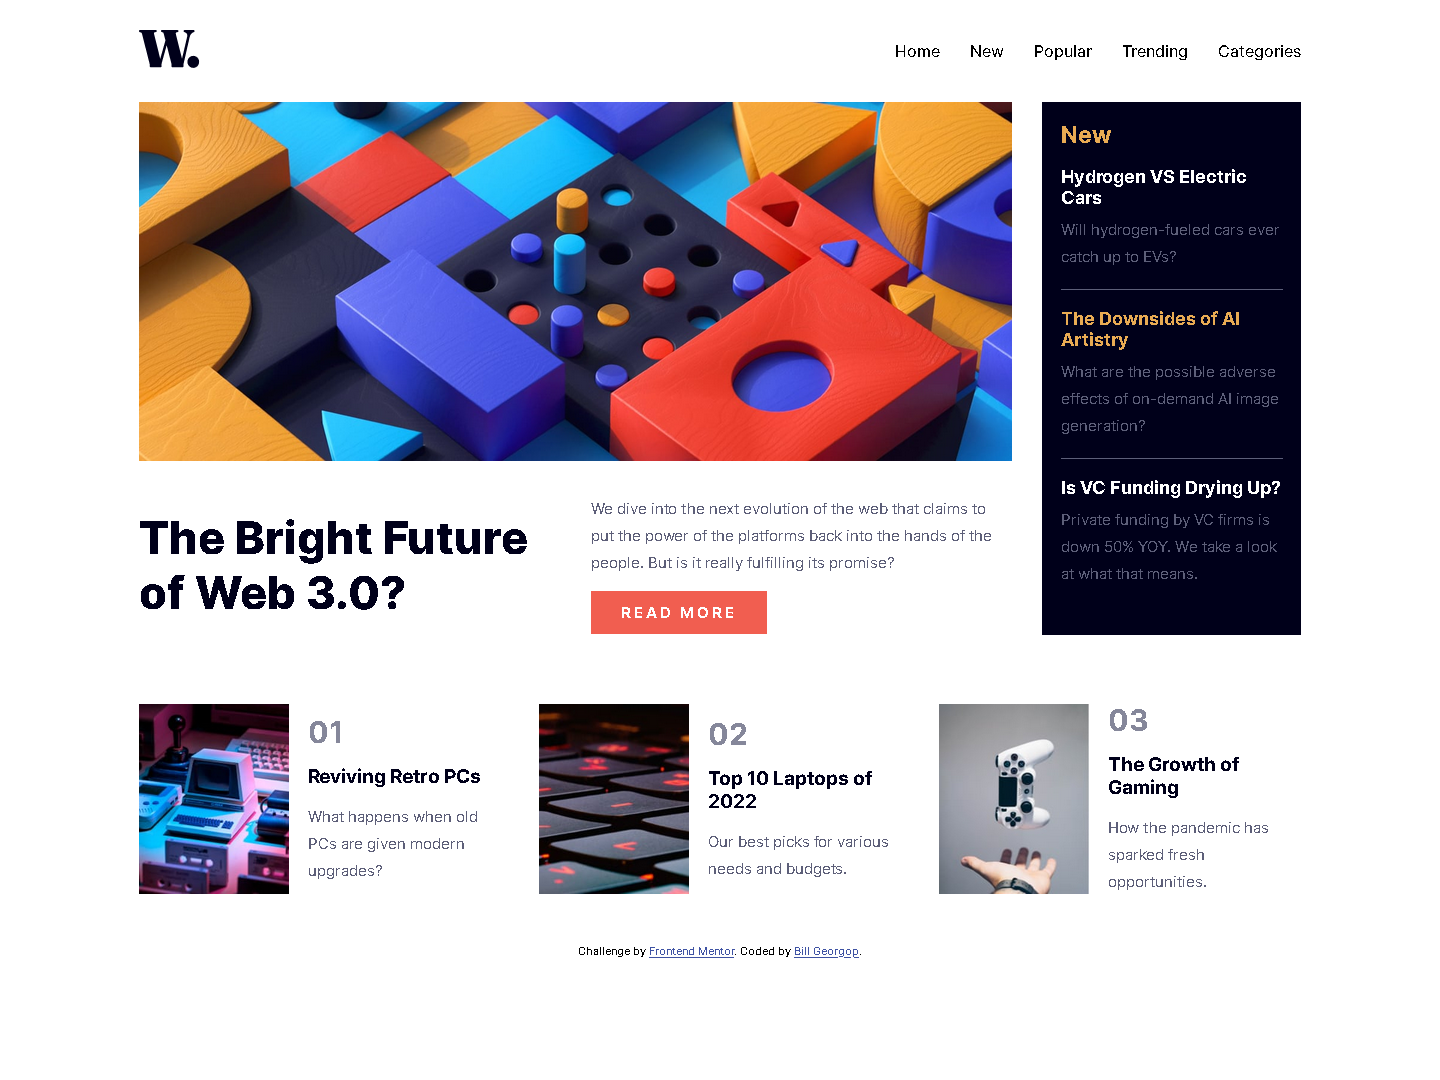 W.
Home New Popular Trending Categories
New
Hydrogen VS Electric
Cars
Will hydrogen-fueled cars ever
catch up to EVs?
The Downsides of AI
Artistry
What are the possible adverse
effects of on-demand AI image
generation?
Is VC Funding Drying Up?
Private funding by VC firms is
down 50% YOY. We take a look
at what that means.
The Bright Future
of Web 3.0?
We dive into the next evolution of the web that claims to
put the power of the platforms back into the hands of the
people. But is it really fulfilling its promise?
READ MORE
01
Reviving Retro PCs
What happens when old
PCs are given modern
upgrades?
02
Top 10 Laptops of
2022
Our best picks for various
needs and budgets.
03
The Growth of
Gaming
How the pandemic has
sparked fresh
opportunities.
Challenge by Frontend Mentor. Coded by Bill Georgop.